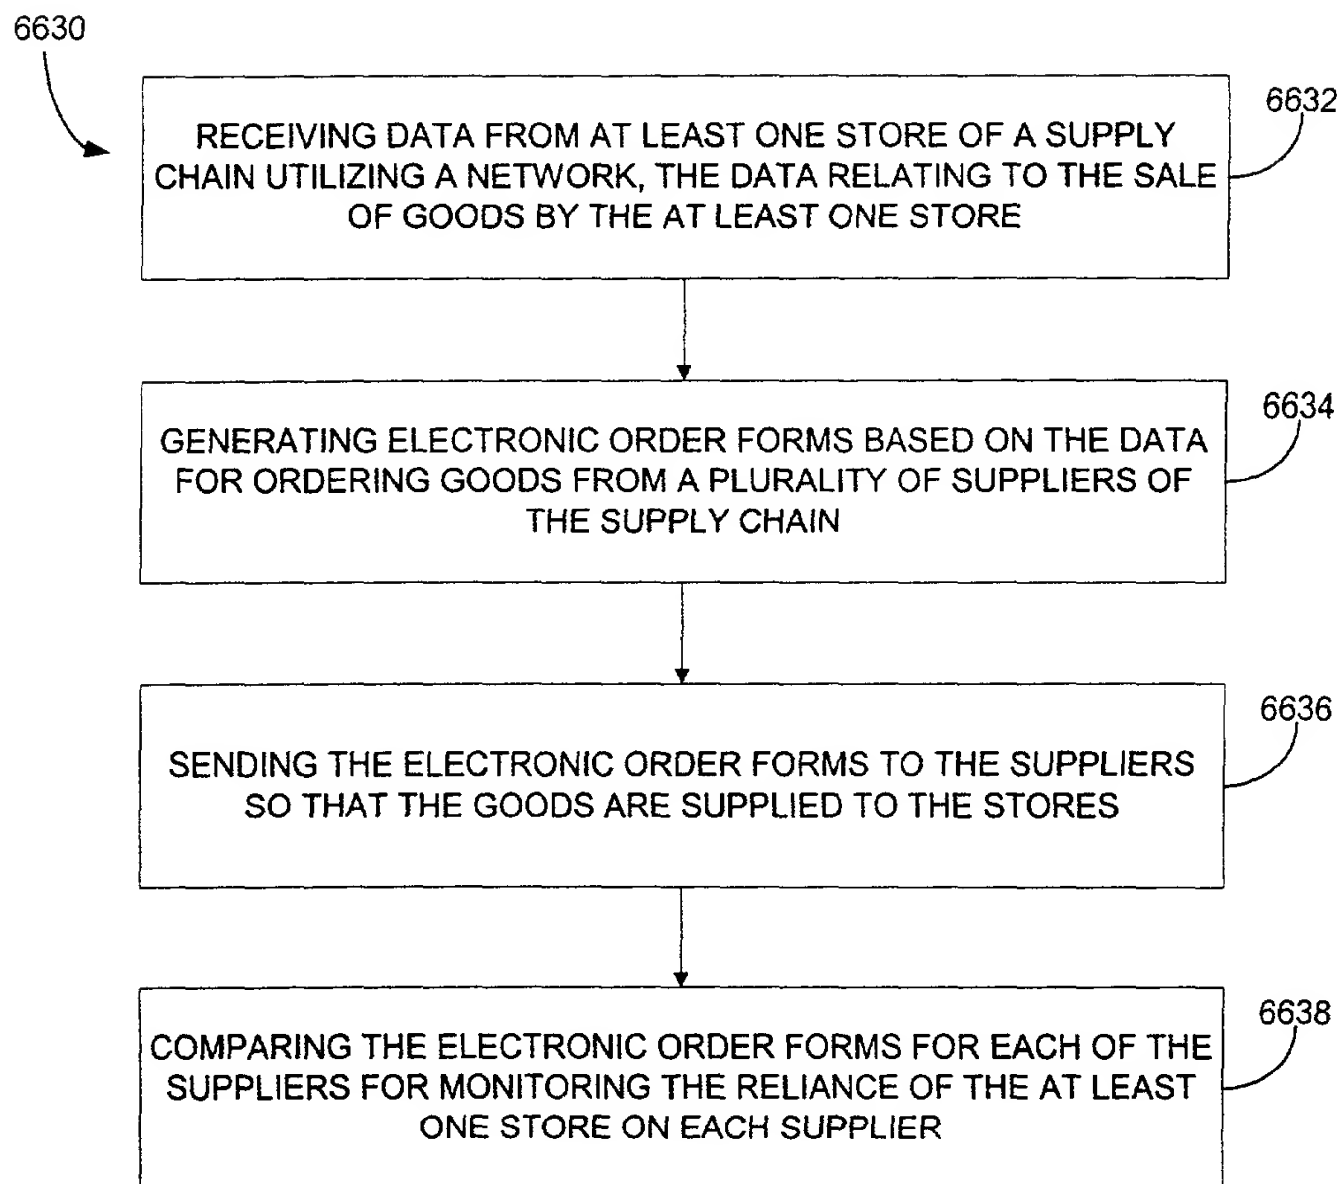 6630
6632
RECEIVING DATA FROM AT LEAST ONE STORE OF A SUPPLY
CHAIN UTILIZING A NETWORK, THE DATA RELATING TO THE SALE
OF GOODS BY THE AT LEAST ONE STORE
6634
GENERATING ELECTRONIC ORDER FORMS BASED ON THE DATA
FOR ORDERING GOODS FROM A PLURALITY OF SUPPLIERS OF
THE SUPPLY CHAIN
6636
SENDING THE ELECTRONIC ORDER FORMS TO THE SUPPLIERS
SO THAT THE GOODS ARE SUPPLIED TO THE STORES
6638
COMPARING THE ELECTRONIC ORDER FORMS FOR EACH OF THE
SUPPLIERS FOR MONITORING THE RELIANCE OF THE AT LEAST
ONE STORE ON EACH SUPPLIER